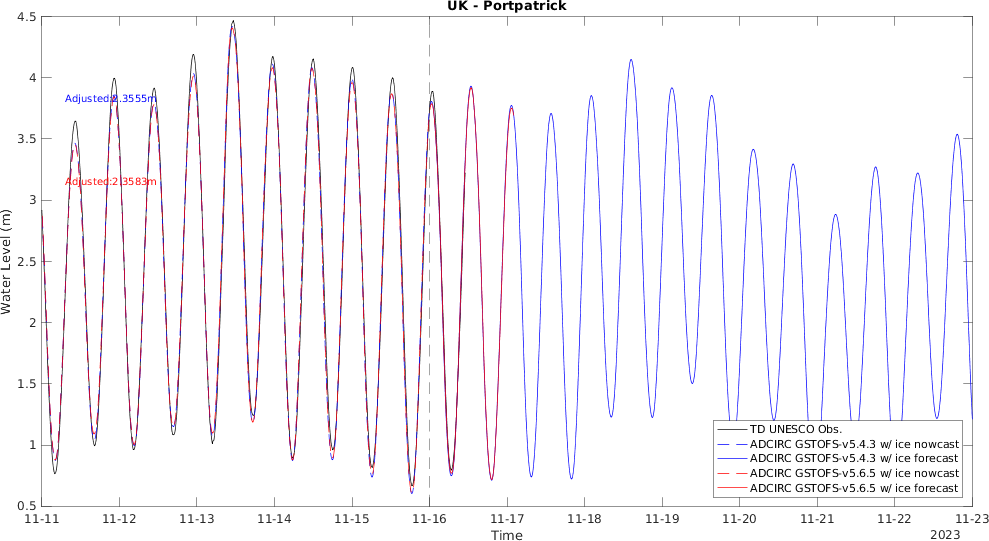 UK - Portpatrick
4.5
4
3.5
3
2.5
2
1.5
1
0.5
Water Level (m)
Adjusted:2.3555m
Adjusted:2.3583m
TD UNESCO Obs.
ADCIRC GSTOFS-v5.4.3 w/ ice nowcast
ADCIRC GSTOFS-v5.4.3 w/ ice forecast
ADCIRC GSTOFS-v5.6.5 w/ ice nowcast
ADCIRC GSTOFS-v5.6.5 w/ ice forecast
11-11 11-12 11-13 11-14 11-15 11-16 11-17 11-18 11-19 11-20 11-21 11-22 11-23
Time
2023